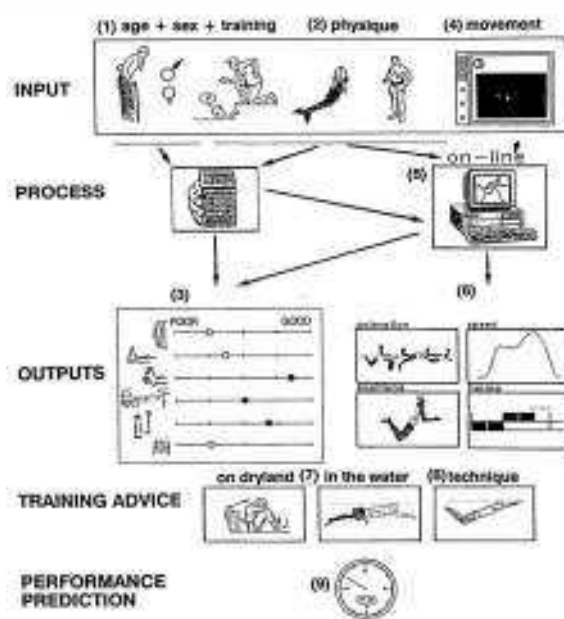 (1) age + sex + training (2) physique (4) movement
INPUT
on-line
(5)
PROCESS
(3) (6)
POOR GOOD
animation speed
OUTPUTS
on dryland (7) in the water (8) technique
TRAINING ADVICE
PERFORMANCE
PREDICTION
(9)